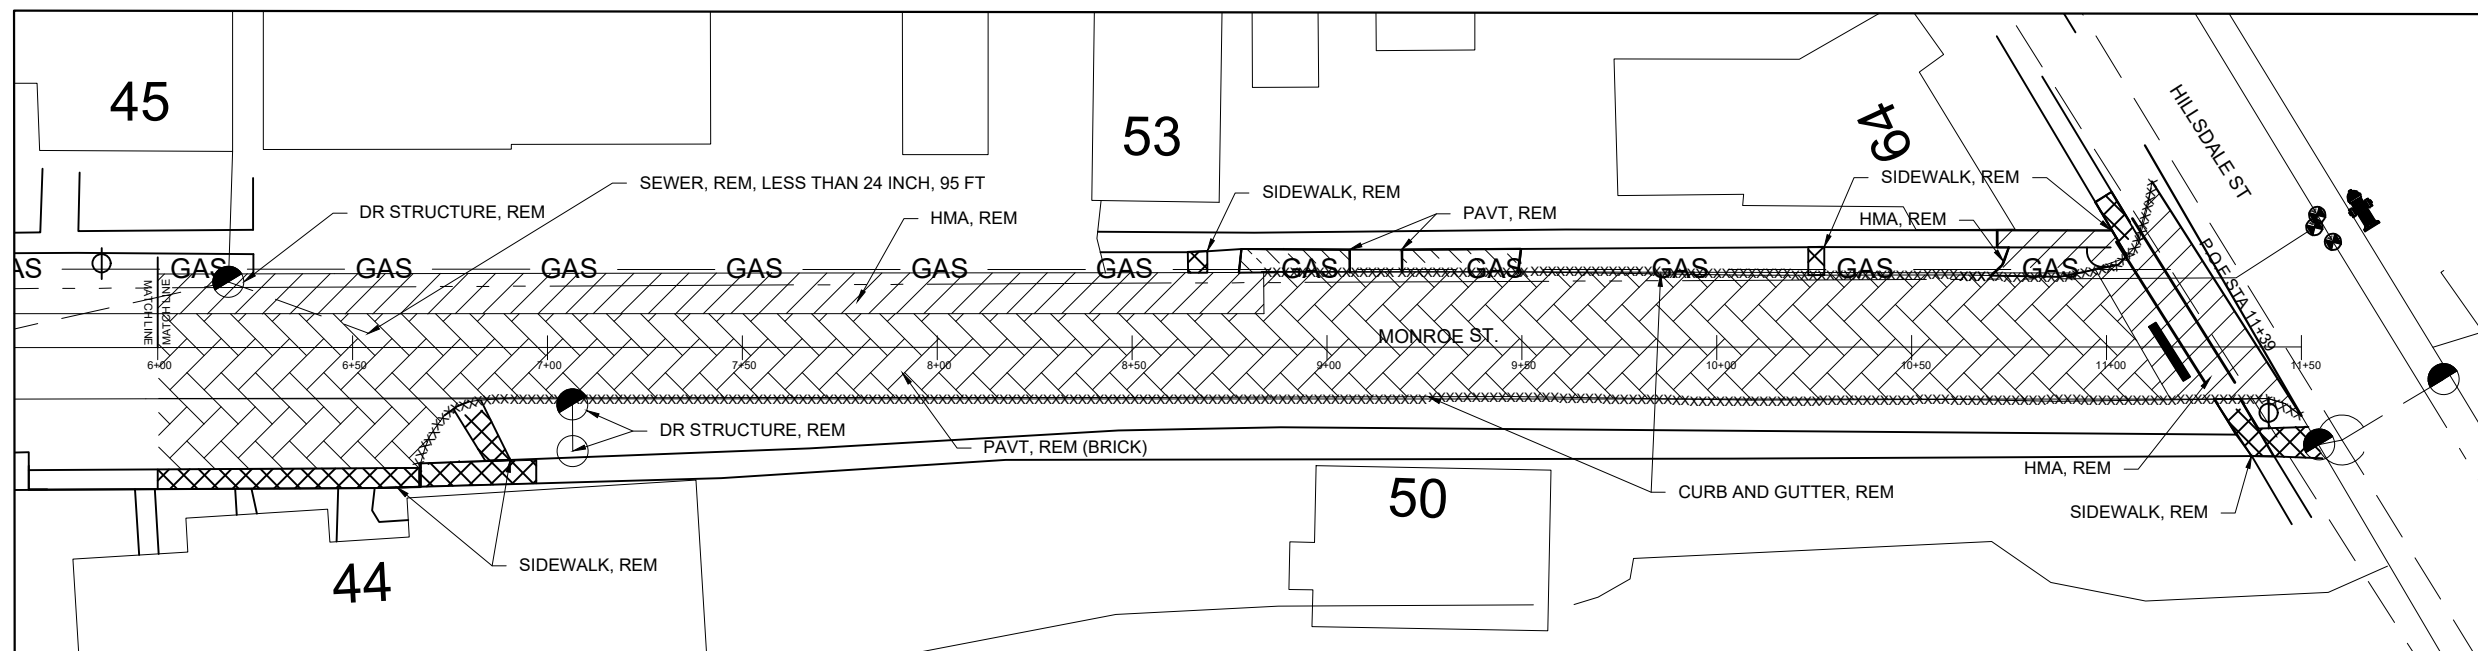 45
53
64
HILLSDALE ST
SEWER, REM, LESS THAN 24 INCH, 95 FT
SIDEWALK, REM
SIDEWALK, REM
DR STRUCTURE, REM
HMA, REM
PAVT, REM
HMA, REM
AS
GAS
GAS
GAS
GAS
GAS
GAS
GAS
GAS
GAS
GAS
GAS
P.O.E STA 11+39
MATCH LINE
MATCH LINE
MONROE ST.
6+00
6+50
7+00
7+50
8+00
8+50
9+00
9+50
10+00
10+50
11+00
11+50
DR STRUCTURE, REM
PAVT, REM (BRICK)
HMA, REM
CURB AND GUTTER, REM
50
SIDEWALK, REM
SIDEWALK, REM
44